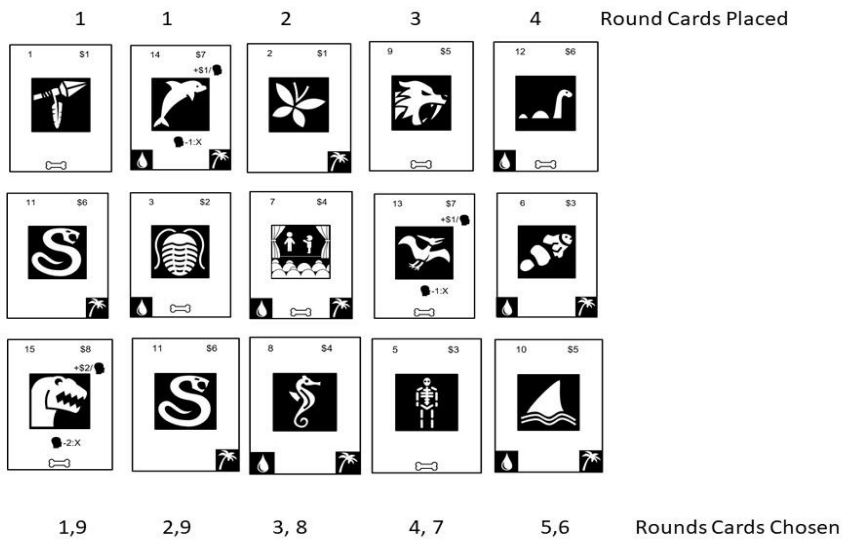 1 1 2 3 4 Round Cards Placed
1 $1 14 $7 2 $1 9 $5 12 $6
+$1/
-1:X
11 $6 3 $2 7 $4 13 $7 6 $3
+$1/
-1:X
15 $8 11 $6 8 $4 5 $3 10 $5
+$2/
-2:X
1,9 2,9 3, 8 4, 7 5,6 Rounds Cards Chosen